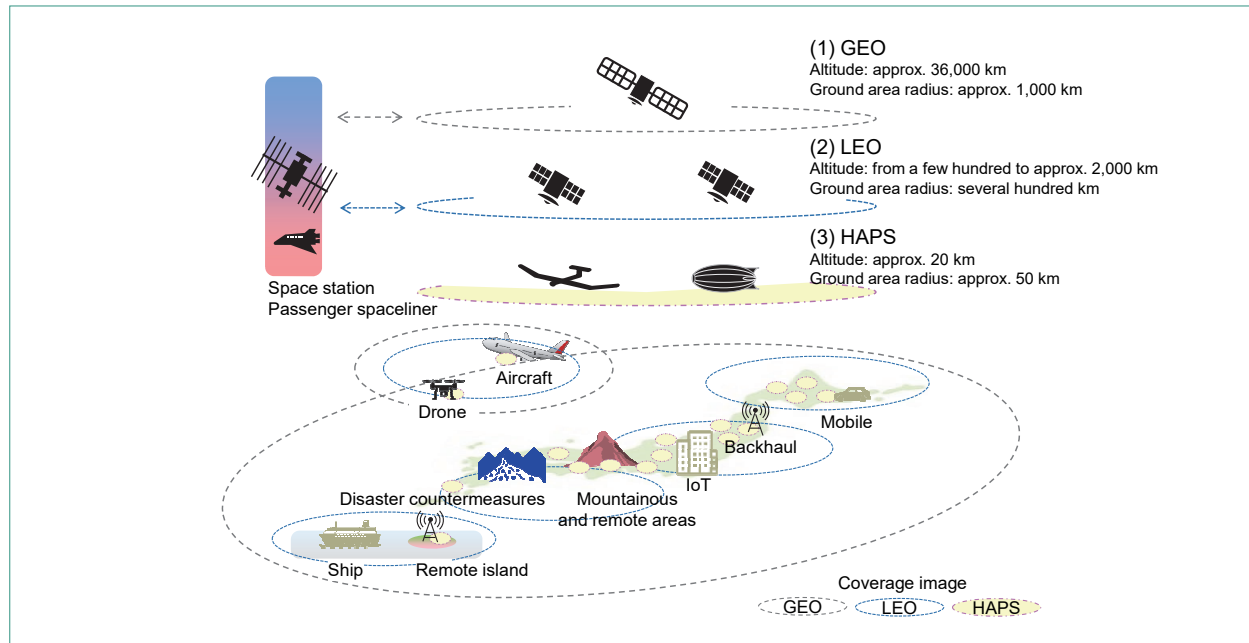 (1) GEO
Altitude: approx. 36,000 km
Ground area radius: approx. 1,000 km
(2) LEO
Altitude: from a few hundred to approx. 2,000 km
Ground area radius: several hundred km
(3) HAPS
Altitude: approx. 20 km
Ground area radius: approx. 50 km
Space station
Passenger spaceliner
Aircraft
Drone
Mobile
Backhaul
IoT
Disaster countermeasures
Mountainous
and remote areas
Ship
Remote island
Coverage image
GEO
LEO
HAPS